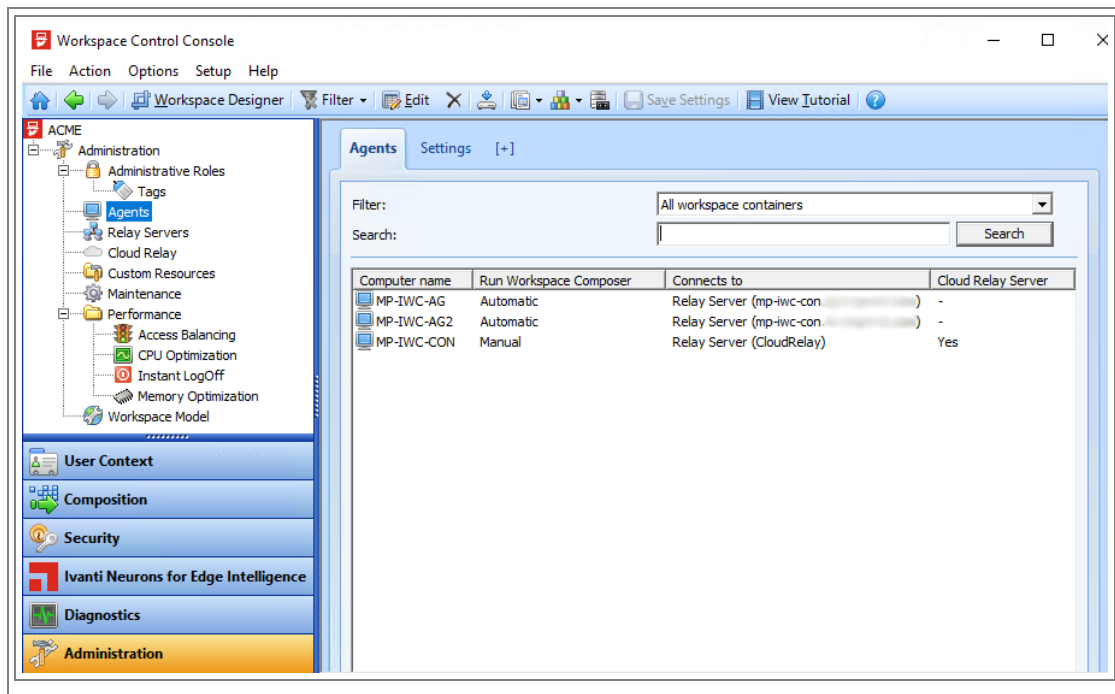 Workspace Control Console
File Action Options Setup Help
Workspace Designer Filter Edit Save Settings View Tutorial
ACME
Administration
Administrative Roles
Tags
Agents
Relay Servers
Cloud Relay
Custom Resources
Maintenance
Performance
Access Balancing
CPU Optimization
Instant LogOff
Memory Optimization
Workspace Model
User Context
Composition
Security
Ivanti Neurons for Edge Intelligence
Diagnostics
Administration
Agents Settings [+]
Filter: All workspace containers
Search: Search
Computer name Run Workspace Composer Connects to Cloud Relay Server
MP-IWC-AG Automatic Relay Server (mp-iwc-con. ) -
MP-IWC-AG2 Automatic Relay Server (mp-iwc-con. ) -
MP-IWC-CON Manual Relay Server (CloudRelay) Yes